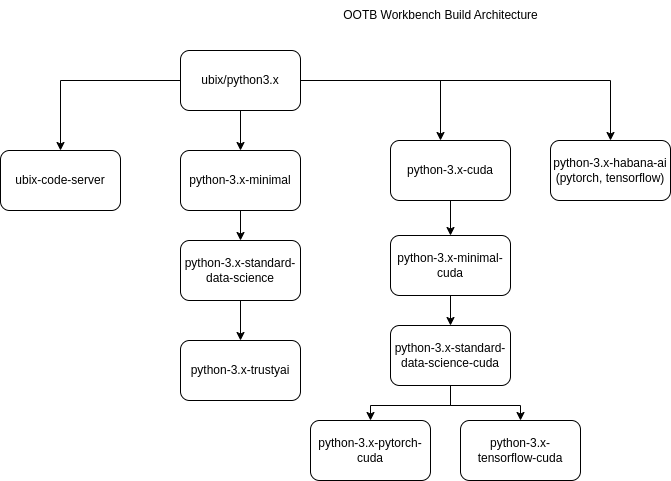 OOTB Workbench Build Architecture
ubix/python3.x
ubix-code-server
python-3.x-minimal
python-3.x-cuda
python-3.x-habana-ai
(pytorch, tensorflow)
python-3.x-standard-
data-science
python-3.x-minimal-
cuda
python-3.x-trustyai
python-3.x-standard-
data-science-cuda
python-3.x-pytorch-
cuda
python-3.x-
tensorflow-cuda